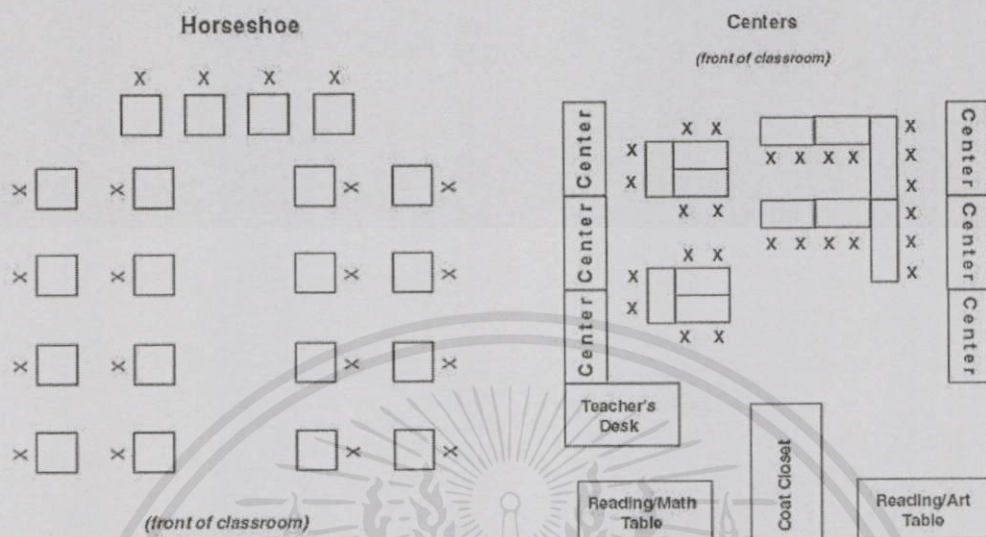 Horseshoe
X X X X
X X X X
X X X X
X X X X
X X X X
(front of classroom)
Centers
(front of classroom)
Center
Center
Center
X X
X
X
X X
X X
X
X
X X
X X X X
X X X X
X
X
X
X
X
X
Center
Center
Center
Teacher's
Desk
Reading/Math
Table
Coat Closet
Reading/Art
Table